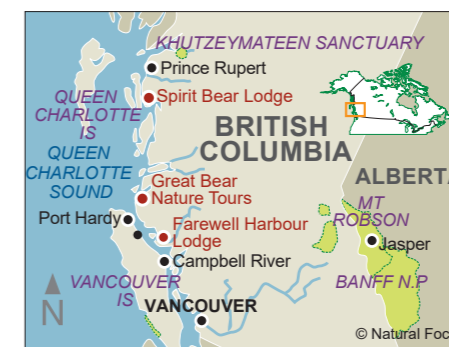 KHUTZEYMATEEN SANCTUARY
Prince Rupert
QUEEN
CHARLOTTE
IS
Spirit Bear Lodge
BRITISH
COLUMBIA
QUEEN
CHARLOTTE
SOUND
Great Bear
Nature Tours
ALBERTA
MT
ROBSON
Port Hardy
Farewell Harbour
Lodge
Jasper
Campbell River
VANCOUVER
IS
BANFF N.P
VANCOUVER
N
© Natural Foc